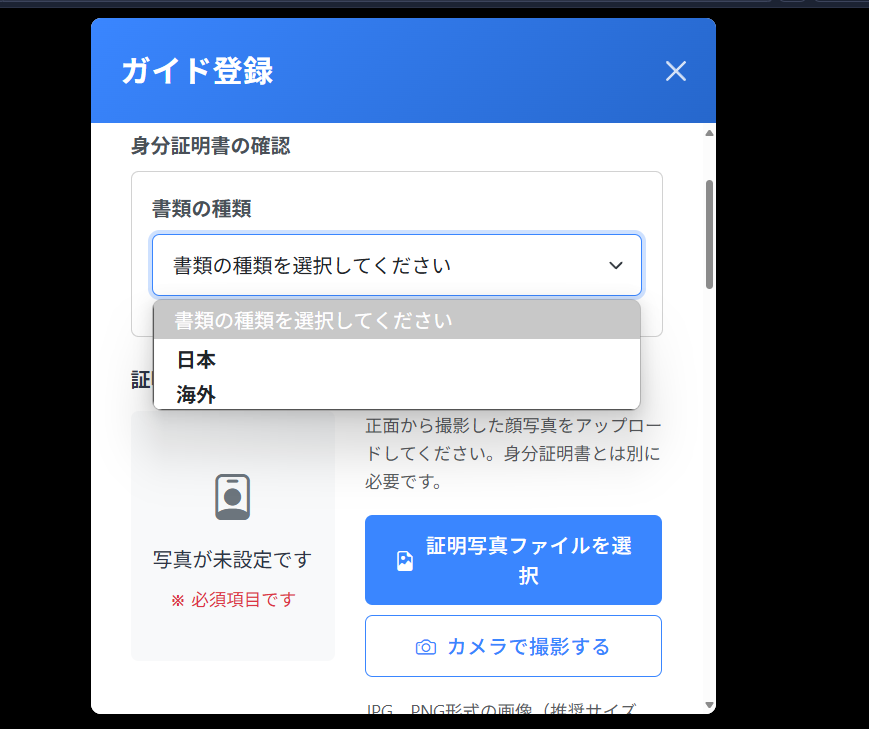 ガイド登録
身分証明書の確認
書類の種類
書類の種類を選択してください
書類の種類を選択してください
日本
海外
証
正面から撮影した顔写真をアップロー
ドしてください。身分証明書とは別に
必要です。
写真が未設定です
※ 必須項目です
証明写真ファイルを選
択
カメラで撮影する
JPG、PNG形式の画像（推奨サイズ